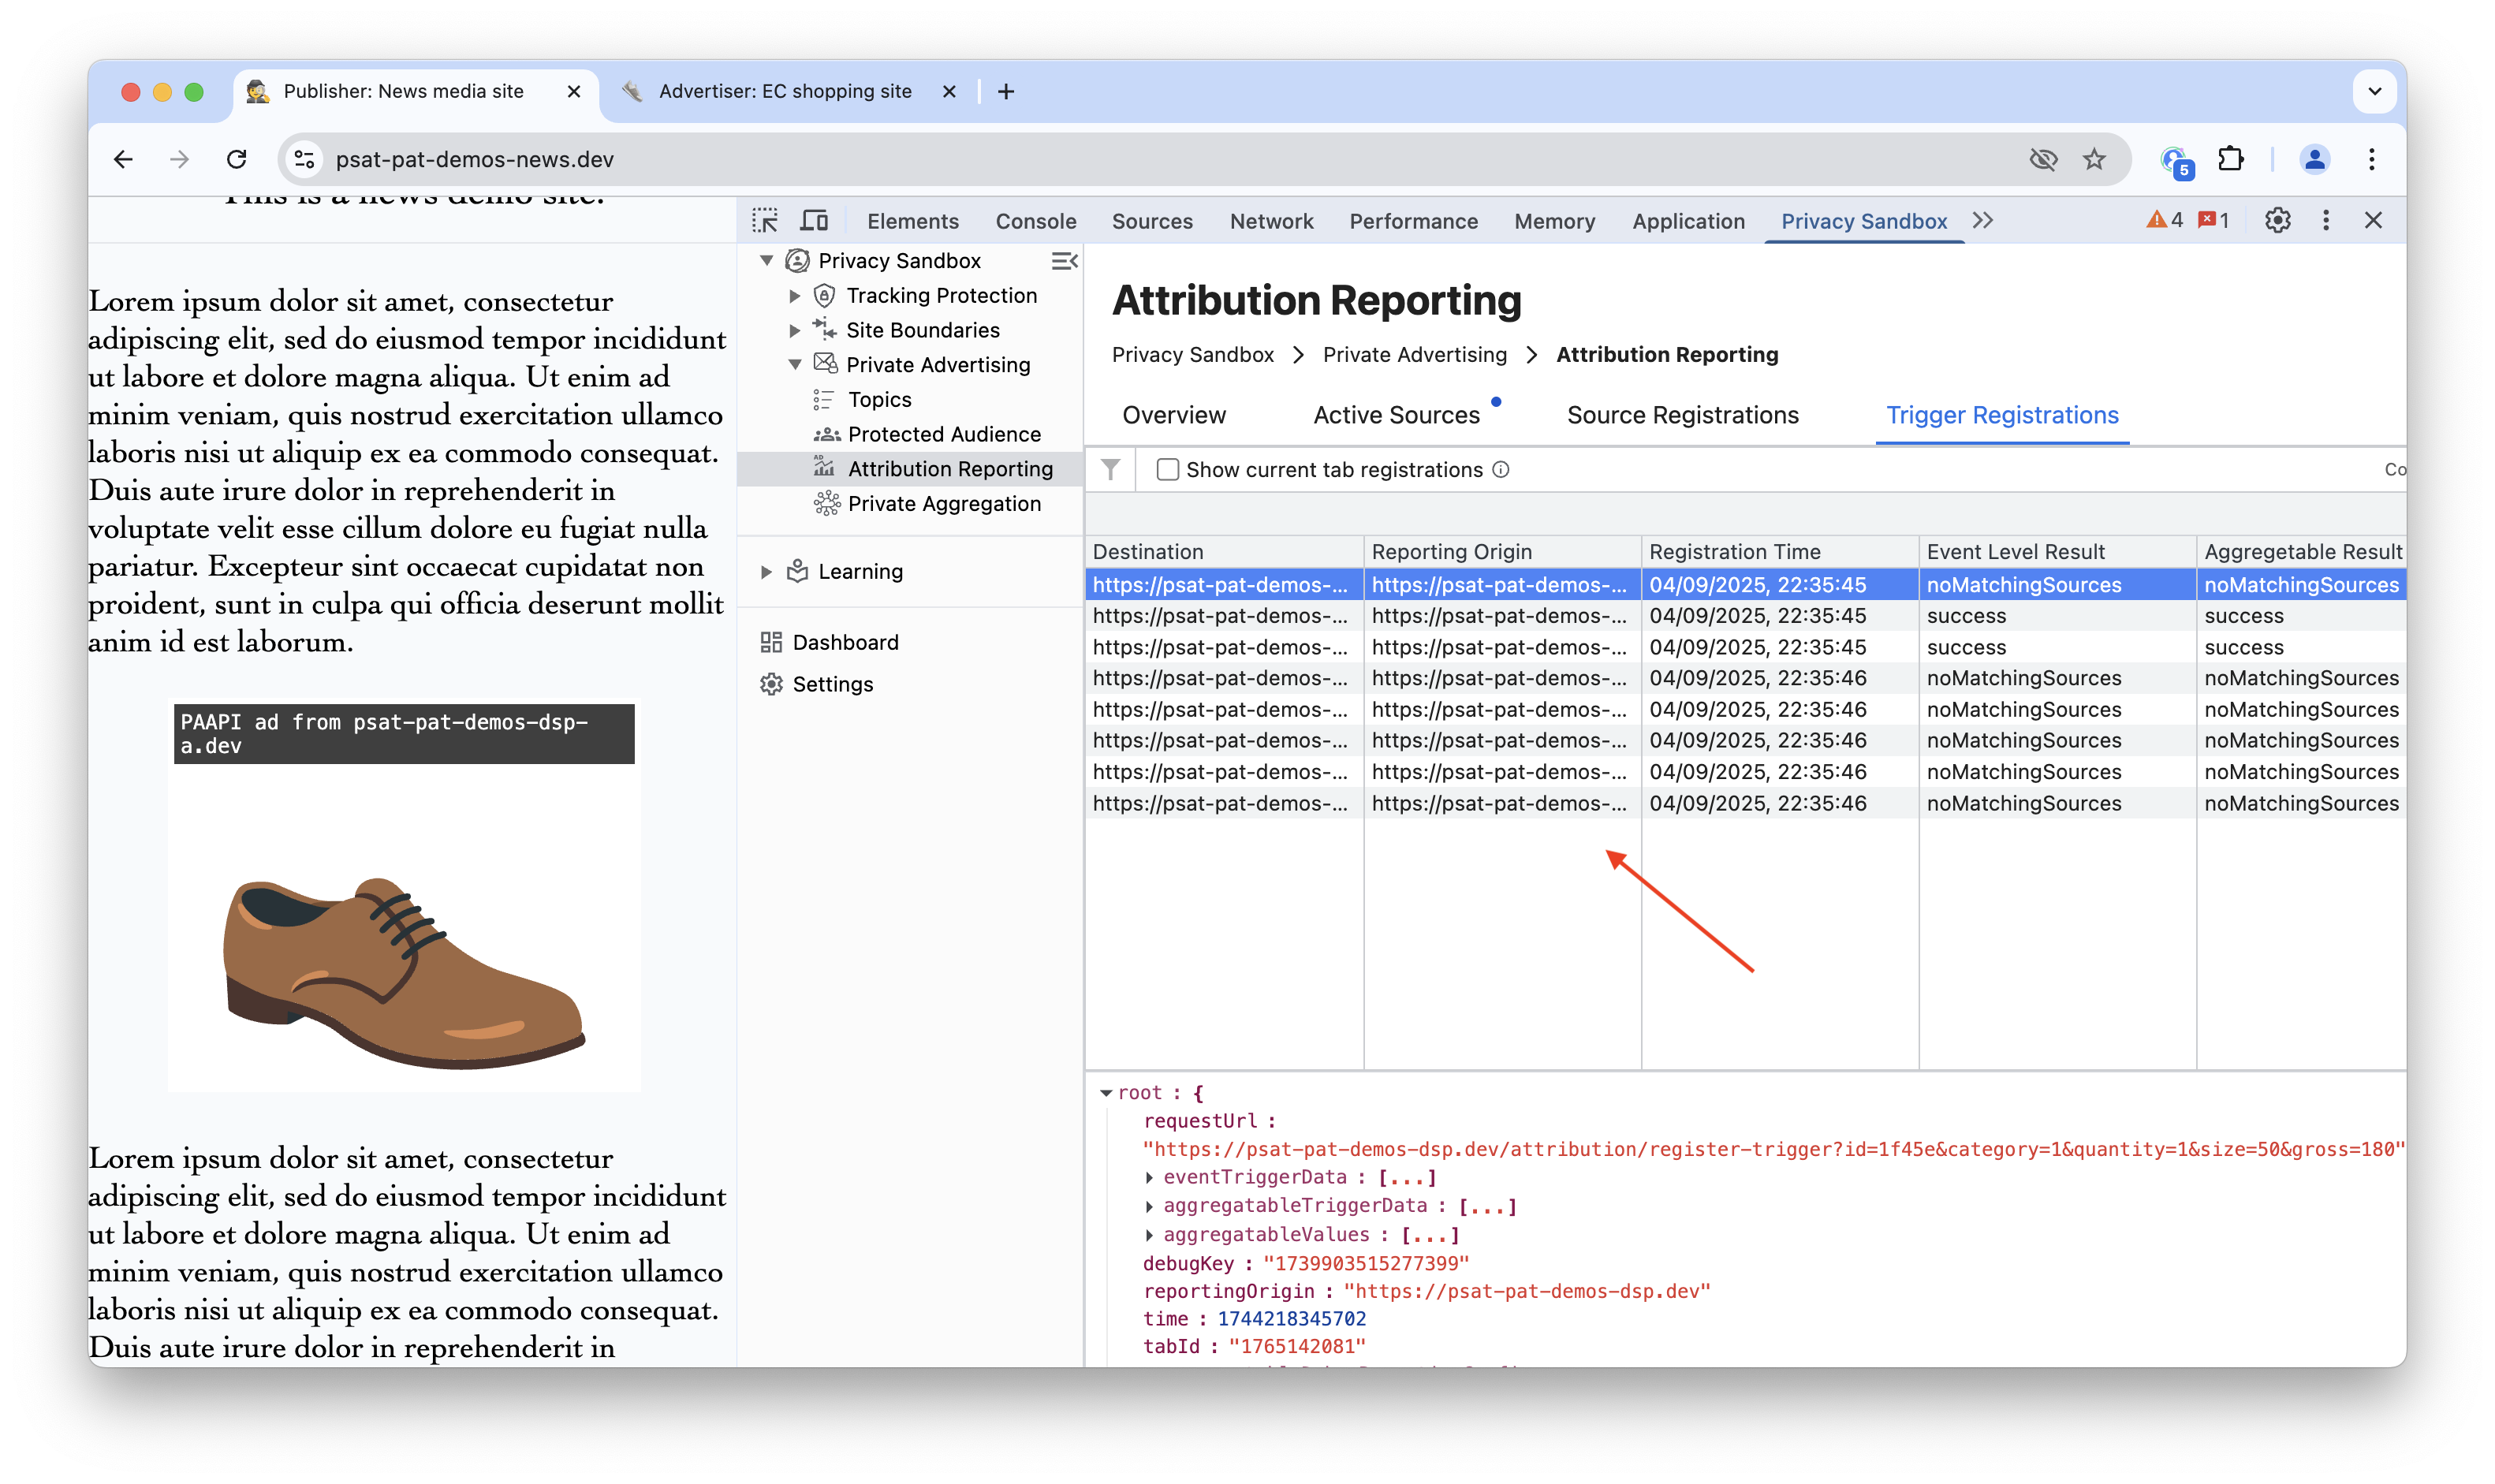 Publisher: News media site
Advertiser: EC shopping site
psat-pat-demos-news.dev
5
This is a news demo site.
Lorem ipsum dolor sit amet, consectetur
adipiscing elit, sed do eiusmod tempor incididunt
ut labore et dolore magna aliqua. Ut enim ad
minim veniam, quis nostrud exercitation ullamco
laboris nisi ut aliquip ex ea commodo consequat.
Duis aute irure dolor in reprehenderit in
voluptate velit esse cillum dolore eu fugiat nulla
pariatur. Excepteur sint occaecat cupidatat non
proident, sunt in culpa qui officia deserunt mollit
anim id est laborum.
PAAPI ad from psat-pat-demos-dsp-
a.dev
Lorem ipsum dolor sit amet, consectetur
adipiscing elit, sed do eiusmod tempor incididunt
ut labore et dolore magna aliqua. Ut enim ad
minim veniam, quis nostrud exercitation ullamco
laboris nisi ut aliquip ex ea commodo consequat.
Duis aute irure dolor in reprehenderit in
Elements Console Sources Network Performance Memory Application Privacy Sandbox 4 1
Privacy Sandbox
Tracking Protection
Site Boundaries
Private Advertising
Topics
Protected Audience
AD
Attribution Reporting
Private Aggregation
Learning
Dashboard
Settings
Attribution Reporting
Privacy Sandbox > Private Advertising > Attribution Reporting
Overview Active Sources Source Registrations Trigger Registrations
Show current tab registrations Co
Destination Reporting Origin Registration Time Event Level Result Aggregetable Result
https://psat-pat-demos-... https://psat-pat-demos-... 04/09/2025, 22:35:45 noMatchingSources noMatchingSources
https://psat-pat-demos-... https://psat-pat-demos-... 04/09/2025, 22:35:45 success success
https://psat-pat-demos-... https://psat-pat-demos-... 04/09/2025, 22:35:45 success success
https://psat-pat-demos-... https://psat-pat-demos-... 04/09/2025, 22:35:46 noMatchingSources noMatchingSources
https://psat-pat-demos-... https://psat-pat-demos-... 04/09/2025, 22:35:46 noMatchingSources noMatchingSources
https://psat-pat-demos-... https://psat-pat-demos-... 04/09/2025, 22:35:46 noMatchingSources noMatchingSources
https://psat-pat-demos-... https://psat-pat-demos-... 04/09/2025, 22:35:46 noMatchingSources noMatchingSources
https://psat-pat-demos-... https://psat-pat-demos-... 04/09/2025, 22:35:46 noMatchingSources noMatchingSources
root : {
requestUrl :
"https://psat-pat-demos-dsp.dev/attribution/register-trigger?id=1f45e&category=1&quantity=1&size=50&gross=180"
eventTriggerData : [...]
aggregatableTriggerData : [...]
aggregatableValues : [...]
debugKey : "1739903515277399"
reportingOrigin : "https://psat-pat-demos-dsp.dev"
time : 1744218345702
tabId : "1765142081"